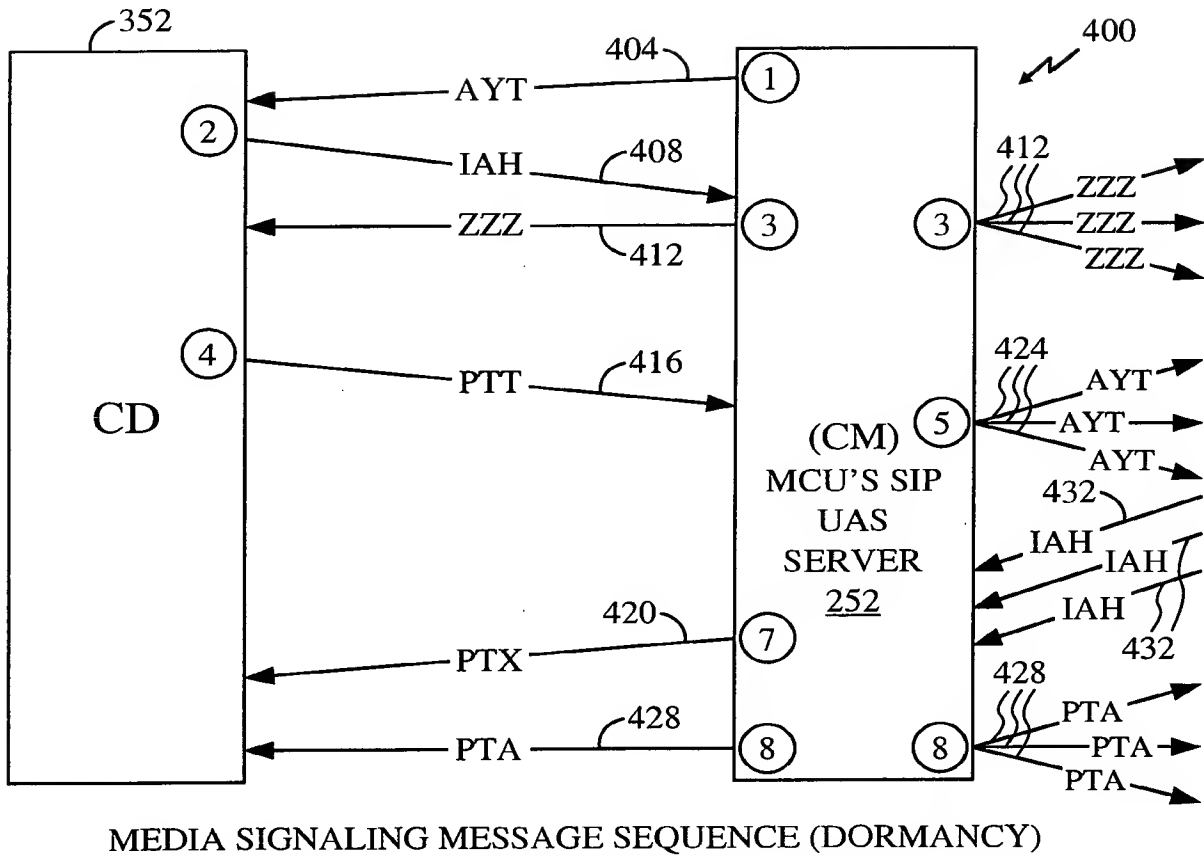 352
404
400
1
AYT
2
412
IAH
408
ZZZ
3
ZZZ
3
ZZZ
412
ZZZ
4
416
424
PTT
AYT
CD
5
AYT
(CM)
AYT
MCU'S SIP
432
UAS
IAH
SERVER
IAH
252
IAH
420
7
432
PTX
428
428
PTA
PTA
8
8
PTA
PTA
MEDIA SIGNALING MESSAGE SEQUENCE (DORMANCY)